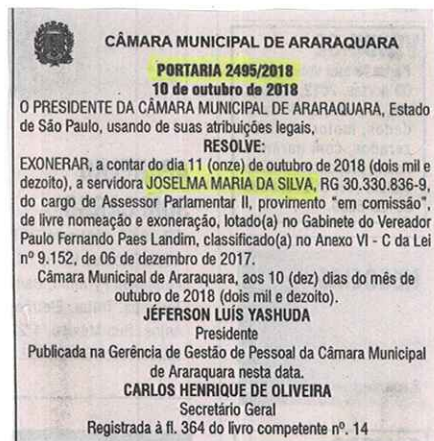 CÂMARA MUNICIPAL DE ARARAQUARA
PORTARIA 2495/2018
10 de outubro de 2018
O PRESIDENTE DA CÂMARA MUNICIPAL DE ARARAQUARA, Estado
de São Paulo, usando de suas atribuições legais,
RESOLVE:
EXONERAR, a contar do dia 11 (onze) de outubro de 2018 (dois mil e
dezoito), a servidora JOSELMA MARIA DA SILVA, RG 30.330.836-9,
do cargo de Assessor Parlamentar II, provimento "em comissão",
de livre nomeação e exoneração, lotado(a) no Gabinete do Vereador
Paulo Fernando Paes Landim, classificado(a) no Anexo VI - C da Lei
nº 9.152, de 06 de dezembro de 2017.
Câmara Municipal de Araraquara, aos 10 (dez) dias do mês de
outubro de 2018 (dois mil e dezoito).
JÉFERSON LUÍS YASHUDA
Presidente
Publicada na Gerência de Gestão de Pessoal da Câmara Municipal
de Araraquara nesta data.
CARLOS HENRIQUE DE OLIVEIRA
Secretário Geral
Registrada à fl. 364 do livro competente nº. 14